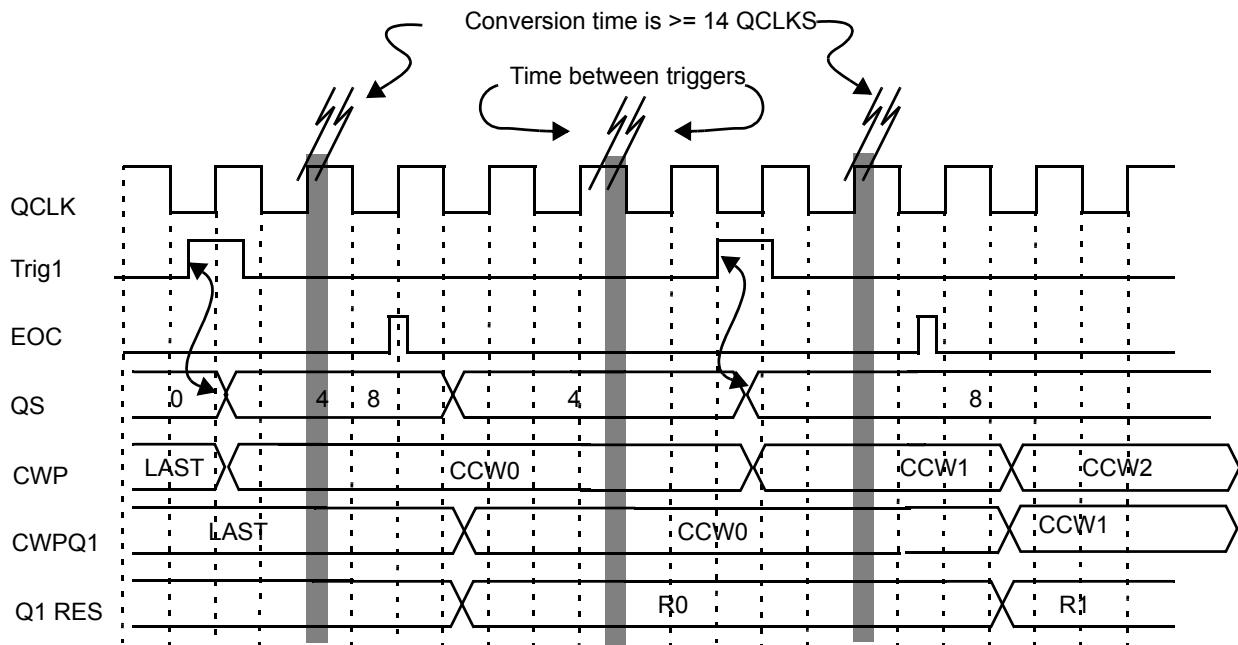 Conversion time is >= 14 QCLKS
Time between triggers
QCLK
Trig1
EOC
QS 0 4 8 4 8
CWP LAST CCW0 CCW1 CCW2
CWPQ1 LAST CCW0 CCW1
Q1 RES R0 R1